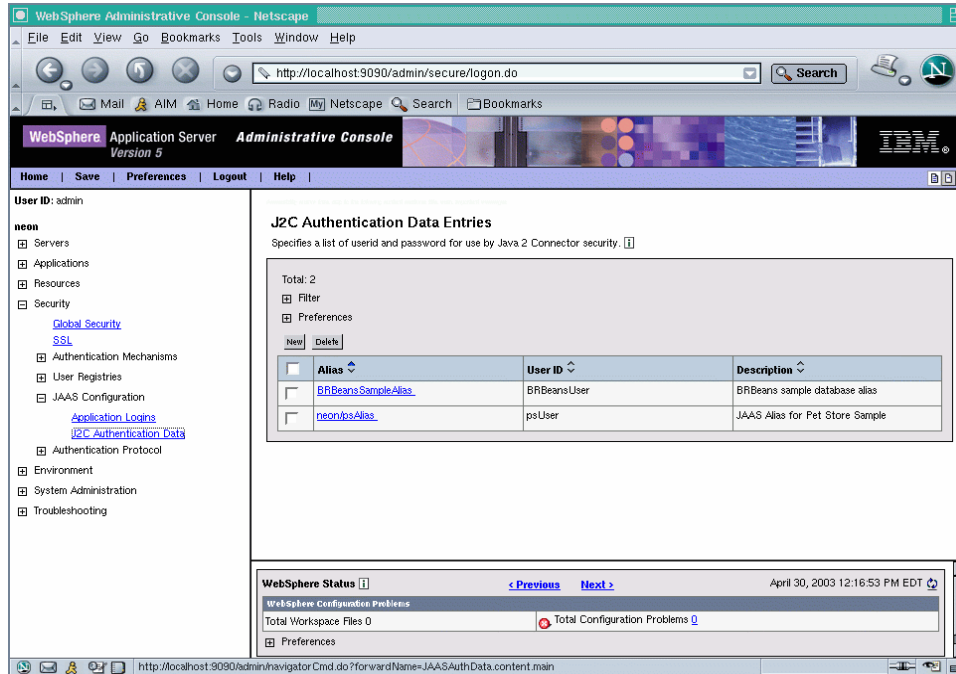 WebSphere Administrative Console - Netscape
File Edit View Go Bookmarks Tools Window Help
http://localhost:9090/admin/secure/logon.do Search N
Mail AIM Home Radio My Netscape Search Bookmarks
WebSphere Application Server Administrative Console
Version 5
IBM®
Home | Save | Preferences | Logout | Help |
User ID: admin
neon
Servers
Applications
Resources
Security
Global Security
SSL
Authentication Mechanisms
User Registries
JAAS Configuration
Application Logins
J2C Authentication Data
Authentication Protocol
Environment
System Administration
Troubleshooting
J2C Authentication Data Entries
Specifies a list of userid and password for use by Java 2 Connector security. i
Total: 2
Filter
Preferences
New Delete
Alias User ID Description
BRBeansSampleAlias BRBeansUser BRBeans sample database alias
neon/psAlias psUser JAAS Alias for Pet Store Sample
WebSphere Status i < Previous Next > April 30, 2003 12:16:53 PM EDT
WebSphere Configuration Problems
Total Workspace Files 0 Total Configuration Problems 0
Preferences
http://localhost:9090/admin/navigatorCmd.do?forwardName=JAASAuthData.content.main